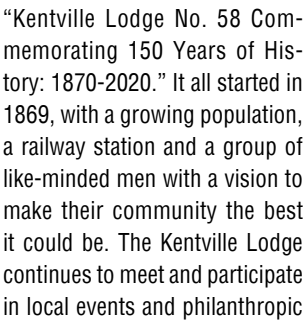 “Kentville Lodge No. 58 Com-
memorating 150 Years of His-
tory: 1870-2020.” It all started in
1869, with a growing population,
a railway station and a group of
like-minded men with a vision to
make their community the best
it could be. The Kentville Lodge
continues to meet and participate
in local events and philanthropic